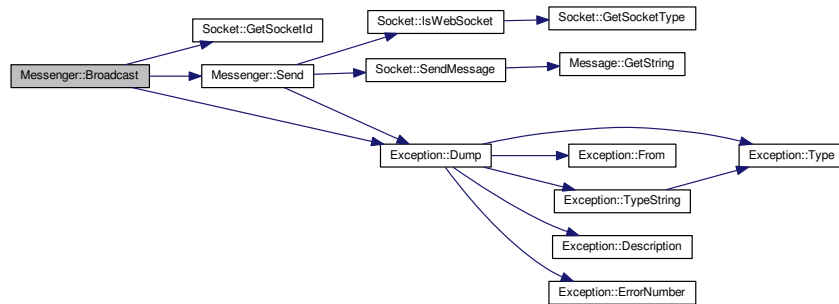 Messenger::Broadcast
Socket::GetSocketId
Messenger::Send
Socket::IsWebSocket
Socket::GetSocketType
Socket::SendMessage
Message::GetString
Exception::Dump
Exception::From
Exception::Type
Exception::TypeString
Exception::Description
Exception::ErrorNumber